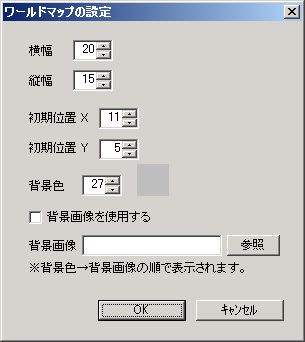 ワールドマップの設定
横幅 20
縦幅 15
初期位置 X 11
初期位置 Y 5
背景色 27
背景画像を使用する
背景画像 参照
※背景色→背景画像の順で表示されます。
OK キャンセル